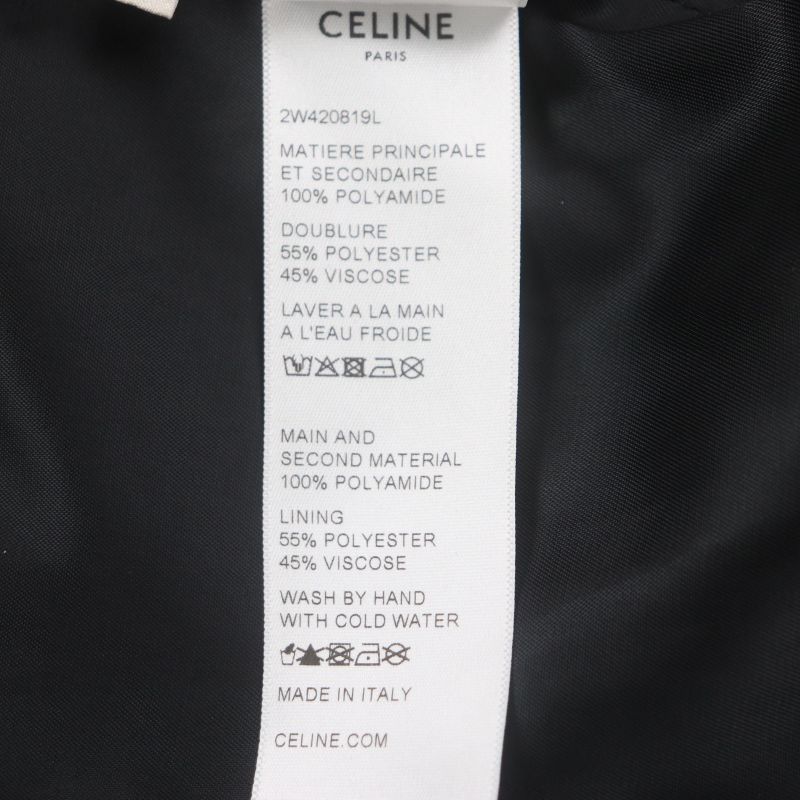 CELINE
PARIS
2W420819L
MATIERE PRINCIPALE
ET SECONDAIRE
100% POLYAMIDE
DOUBLURE
55% POLYESTER
45% VISCOSE
LAVER A LA MAIN
A L'EAU FROIDE
MAIN AND
SECOND MATERIAL
100% POLYAMIDE
LINING
55% POLYESTER
45% VISCOSE
WASH BY HAND
WITH COLD WATER
MADE IN ITALY
CELINE.COM